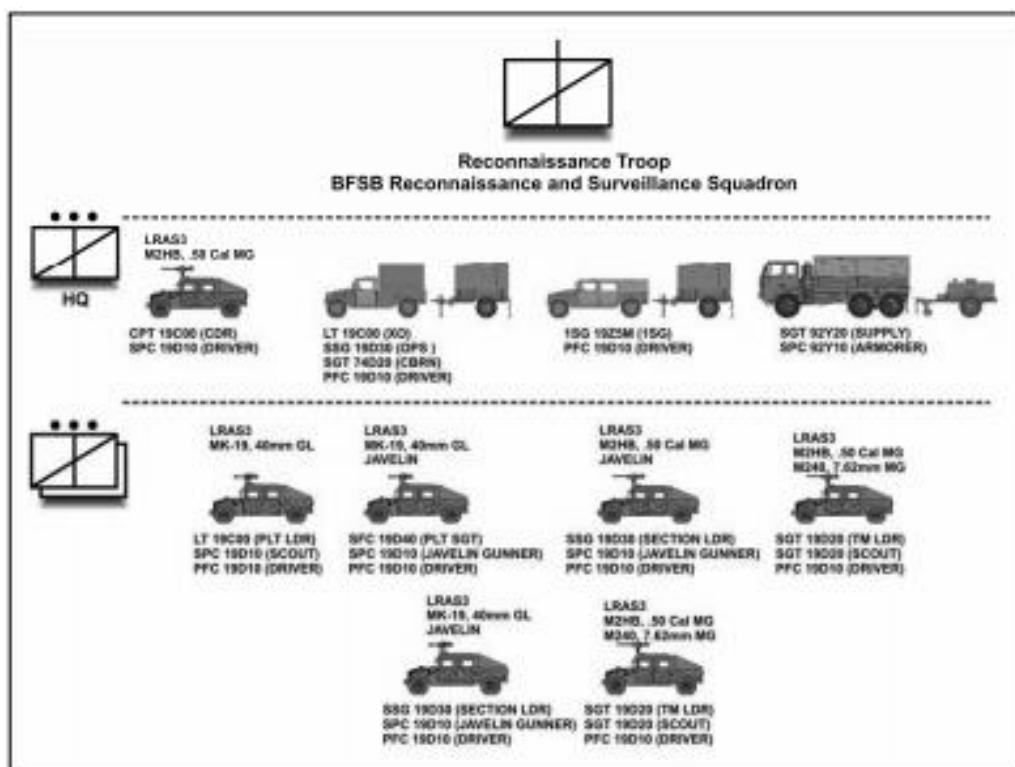 Reconnaissance Troop
BFSB Reconnaissance and Surveillance Squadron
HQ
LRAS3
M2HB, .50 Cal MG
CPT 19C00 (CDR)
SPC 19D10 (DRIVER)
LT 19C00 (XO)
SSG 19D30 (OPS )
SGT 74D20 (CBRN)
PFC 19D10 (DRIVER)
1SG 19Z5M (1SG)
PFC 19D10 (DRIVER)
SGT 92Y20 (SUPPLY)
SPC 92Y10 (ARMORER)
LRAS3
MK-19, 40mm GL
LT 19C00 (PLT LDR)
SPC 19D10 (SCOUT)
PFC 19D10 (DRIVER)
LRAS3
MK-19, 40mm GL
JAVELIN
SFC 19D40 (PLT SGT)
SPC 19D10 (JAVELIN GUNNER)
PFC 19D10 (DRIVER)
LRAS3
M2HB, .50 Cal MG
JAVELIN
SSG 19D30 (SECTION LDR)
SPC 19D10 (JAVELIN GUNNER)
PFC 19D10 (DRIVER)
LRAS3
M2HB, .50 Cal MG
M240, 7.62mm MG
SGT 19D20 (TM LDR)
SGT 19D20 (SCOUT)
PFC 19D10 (DRIVER)
LRAS3
MK-19, 40mm GL
JAVELIN
SSG 19D30 (SECTION LDR)
SPC 19D10 (JAVELIN GUNNER)
PFC 19D10 (DRIVER)
LRAS3
M2HB, .50 Cal MG
M240, 7.62mm MG
SGT 19D20 (TM LDR)
SGT 19D20 (SCOUT)
PFC 19D10 (DRIVER)